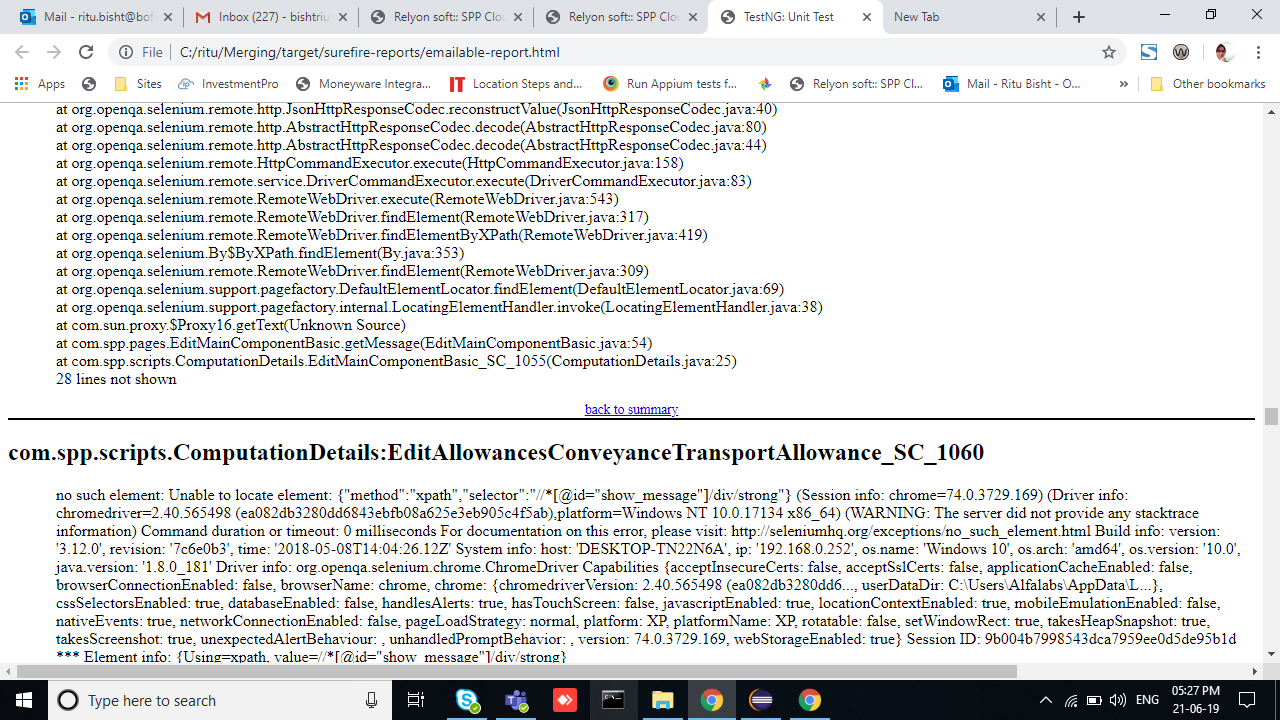 Mail - ritu.bisht@bof
Inbox (227) - bishtriu
Relyon soft:: SPP Clo
Relyon soft:: SPP Clo
TestNG: Unit Test
New Tab
File
C:/ritu/Merging/target/surefire-reports/emailable-report.html
Apps
Sites
InvestmentPro
Moneyware Integra...
IT Location Steps and...
Run Appium tests f...
Relyon soft:: SPP Cl...
Mail - Ritu Bisht - O...
»
Other bookmarks
at org.openqa.selenium.remote.http.JsonHttpResponseCodec.reconstructValue(JsonHttpResponseCodec.java:40)
at org.openqa.selenium.remote.http.AbstractHttpResponseCodec.decode(AbstractHttpResponseCodec.java:80)
at org.openqa.selenium.remote.http.AbstractHttpResponseCodec.decode(AbstractHttpResponseCodec.java:44)
at org.openqa.selenium.remote.HttpCommandExecutor.execute(HttpCommandExecutor.java:158)
at org.openqa.selenium.remote.service.DriverCommandExecutor.execute(DriverCommandExecutor.java:83)
at org.openqa.selenium.remote.RemoteWebDriver.execute(RemoteWebDriver.java:543)
at org.openqa.selenium.remote.RemoteWebDriver.findElement(RemoteWebDriver.java:317)
at org.openqa.selenium.remote.RemoteWebDriver.findElementByXPath(RemoteWebDriver.java:419)
at org.openqa.selenium.By$ByXPath.findElement(By.java:353)
at org.openqa.selenium.remote.RemoteWebDriver.findElement(RemoteWebDriver.java:309)
at org.openqa.selenium.support.pagefactory.DefaultElementLocator.findElement(DefaultElementLocator.java:69)
at org.openqa.selenium.support.pagefactory.internal.LocatingElementHandler.invoke(LocatingElementHandler.java:38)
at com.sun.proxy.$Proxy16.getText(Unknown Source)
at com.spp.pages.EditMainComponentBasic.getMessage(EditMainComponentBasic.java:54)
at com.spp.scripts.ComputationDetails.EditMainComponentBasic_SC_1055(ComputationDetails.java:25)
28 lines not shown
back to summary
com.spp.scripts.ComputationDetails:EditAllowancesConveyanceTransportAllowance_SC_1060
no such element: Unable to locate element: {"method":"xpath","selector":"//*[@id="show_message"]/div/strong"} (Session info: chrome=74.0.3729.169) (Driver info:
chromedriver=2.40.565498 (ea082db3280dd6843ebfb08a625e3eb905c4f5ab),platform=Windows NT 10.0.17134 x86_64) (WARNING: The server did not provide any stacktrace
information) Command duration or timeout: 0 milliseconds For documentation on this error, please visit: http://seleniumhq.org/exceptions/no_such_element.html Build info: version:
'3.12.0', revision: '7c6e0b3', time: '2018-05-08T14:04:26.12Z' System info: host: 'DESKTOP-TN22N6A', ip: '192.168.0.252', os.name: 'Windows 10', os.arch: 'amd64', os.version: '10.0',
java.version: '1.8.0_181' Driver info: org.openqa.selenium.chrome.ChromeDriver Capabilities {acceptInsecureCerts: false, acceptSslCerts: false, applicationCacheEnabled: false,
browserConnectionEnabled: false, browserName: chrome, chrome: {chromedriverVersion: 2.40.565498 (ea082db3280dd6..., userDataDir: C:\Users\Alfalabs\AppData\L...},
cssSelectorsEnabled: true, databaseEnabled: false, handlesAlerts: true, hasTouchScreen: false, javascriptEnabled: true, locationContextEnabled: true, mobileEmulationEnabled: false,
nativeEvents: true, networkConnectionEnabled: false, pageLoadStrategy: normal, platform: XP, platformName: XP, rotatable: false, setWindowRect: true, takesHeapSnapshot: true,
takesScreenshot: true, unexpectedAlertBehaviour: , unhandledPromptBehavior: , version: 74.0.3729.169, webStorageEnabled: true} Session ID: 9b004b7998543dca7959ee0d5de95b1d
*** Element info: {Using=xpath, value=//*[@id="show_message"]/div/strong}
Type here to search
ENG
05:27 PM
21-06-19